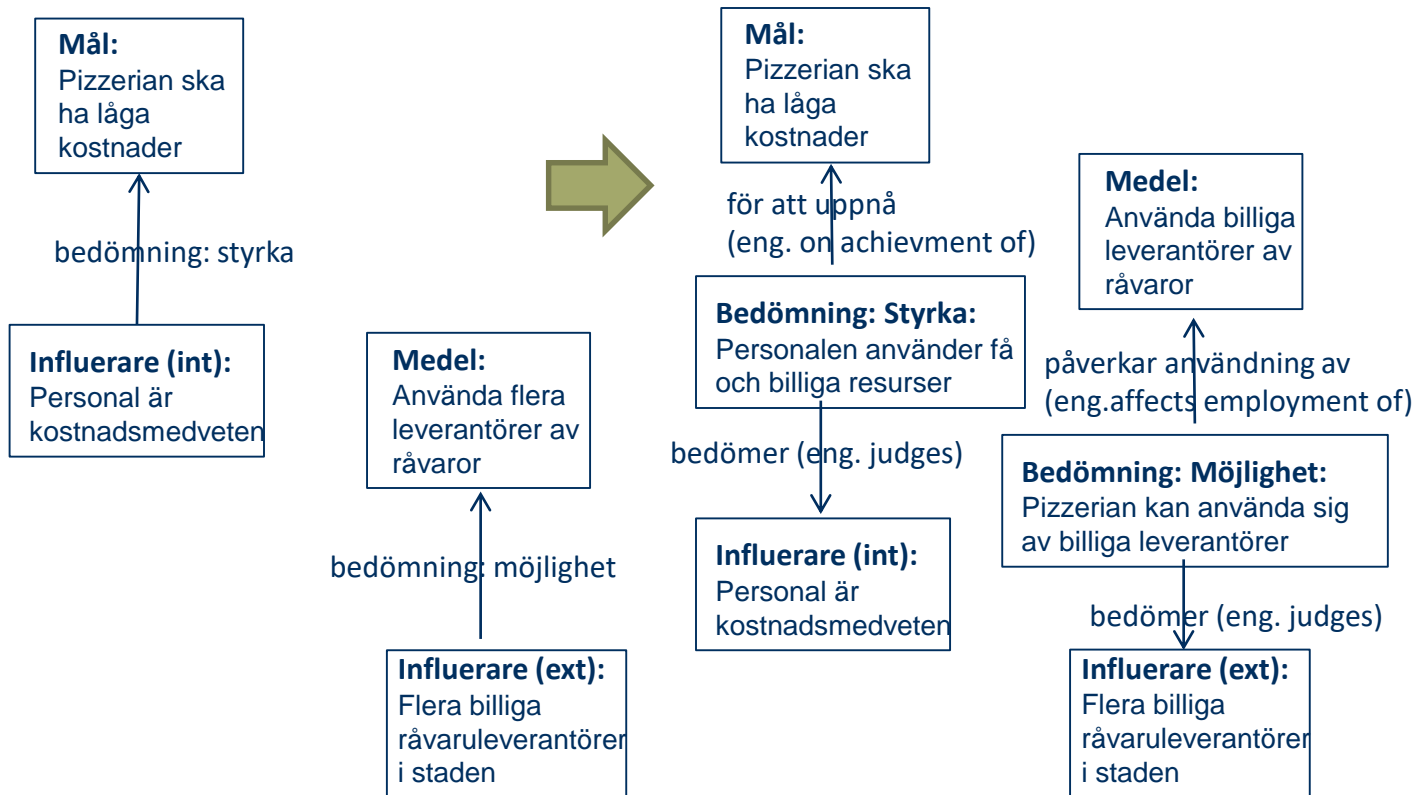 Mål:
Pizzerian ska
ha låga
kostnader
bedömning: styrka
Influerare (int):
Personal är
kostnadsmedveten
Medel:
Använda flera
leverantörer av
råvaror
bedömning: möjlighet
Influerare (ext):
Flera billiga
råvaruleverantörer
i staden
Mål:
Pizzerian ska
ha låga
kostnader
för att uppnå
(eng. on achievment of)
Bedömning: Styrka:
Personalen använder få
och billiga resurser
bedömer (eng. judges)
Influerare (int):
Personal är
kostnadsmedveten
Medel:
Använda billiga
leverantörer av
råvaror
påverkar användning av
(eng.affects employment of)
Bedömning: Möjlighet:
Pizzerian kan använda sig
av billiga leverantörer
bedömer (eng. judges)
Influerare (ext):
Flera billiga
råvaruleverantörer
i staden